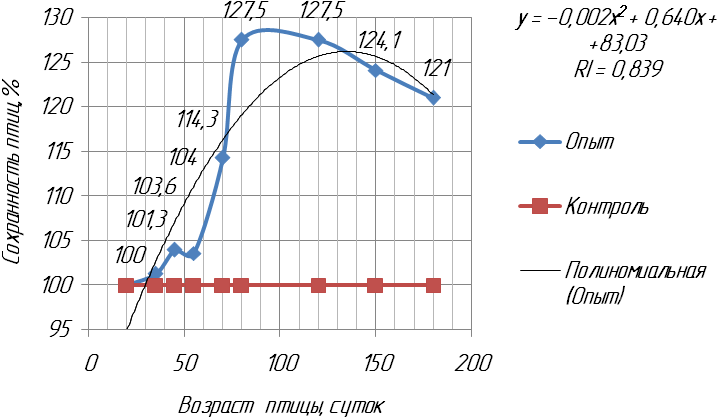 y = -0,002x² + 0,640x +
+83,03
RI = 0,839
Сохранность птиц, %
130
125
120
115
110
105
100
95
127,5
127,5
124,1
121
114,3
104
103,6
101,3
100
Опыт
Контроль
Полиномиальная
(Опыт)
0
50
100
150
200
Возраст птицы, суток